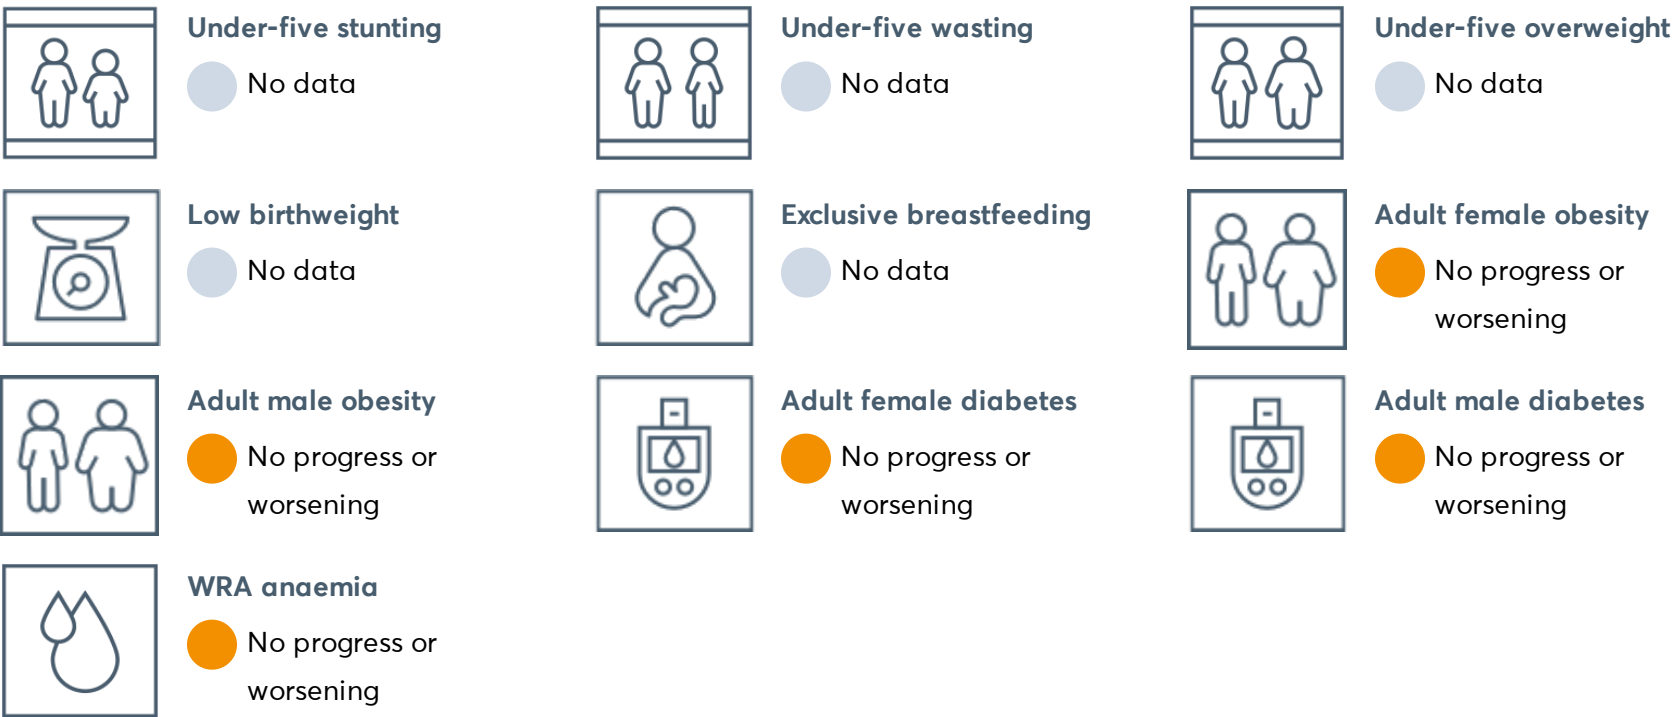 Under-five stunting
No data
Under-five wasting
No data
Under-five overweight
No data
Low birthweight
No data
Exclusive breastfeeding
No data
Adult female obesity
No progress or
worsening
Adult male obesity
No progress or
worsening
Adult female diabetes
No progress or
worsening
Adult male diabetes
No progress or
worsening
WRA anaemia
No progress or
worsening